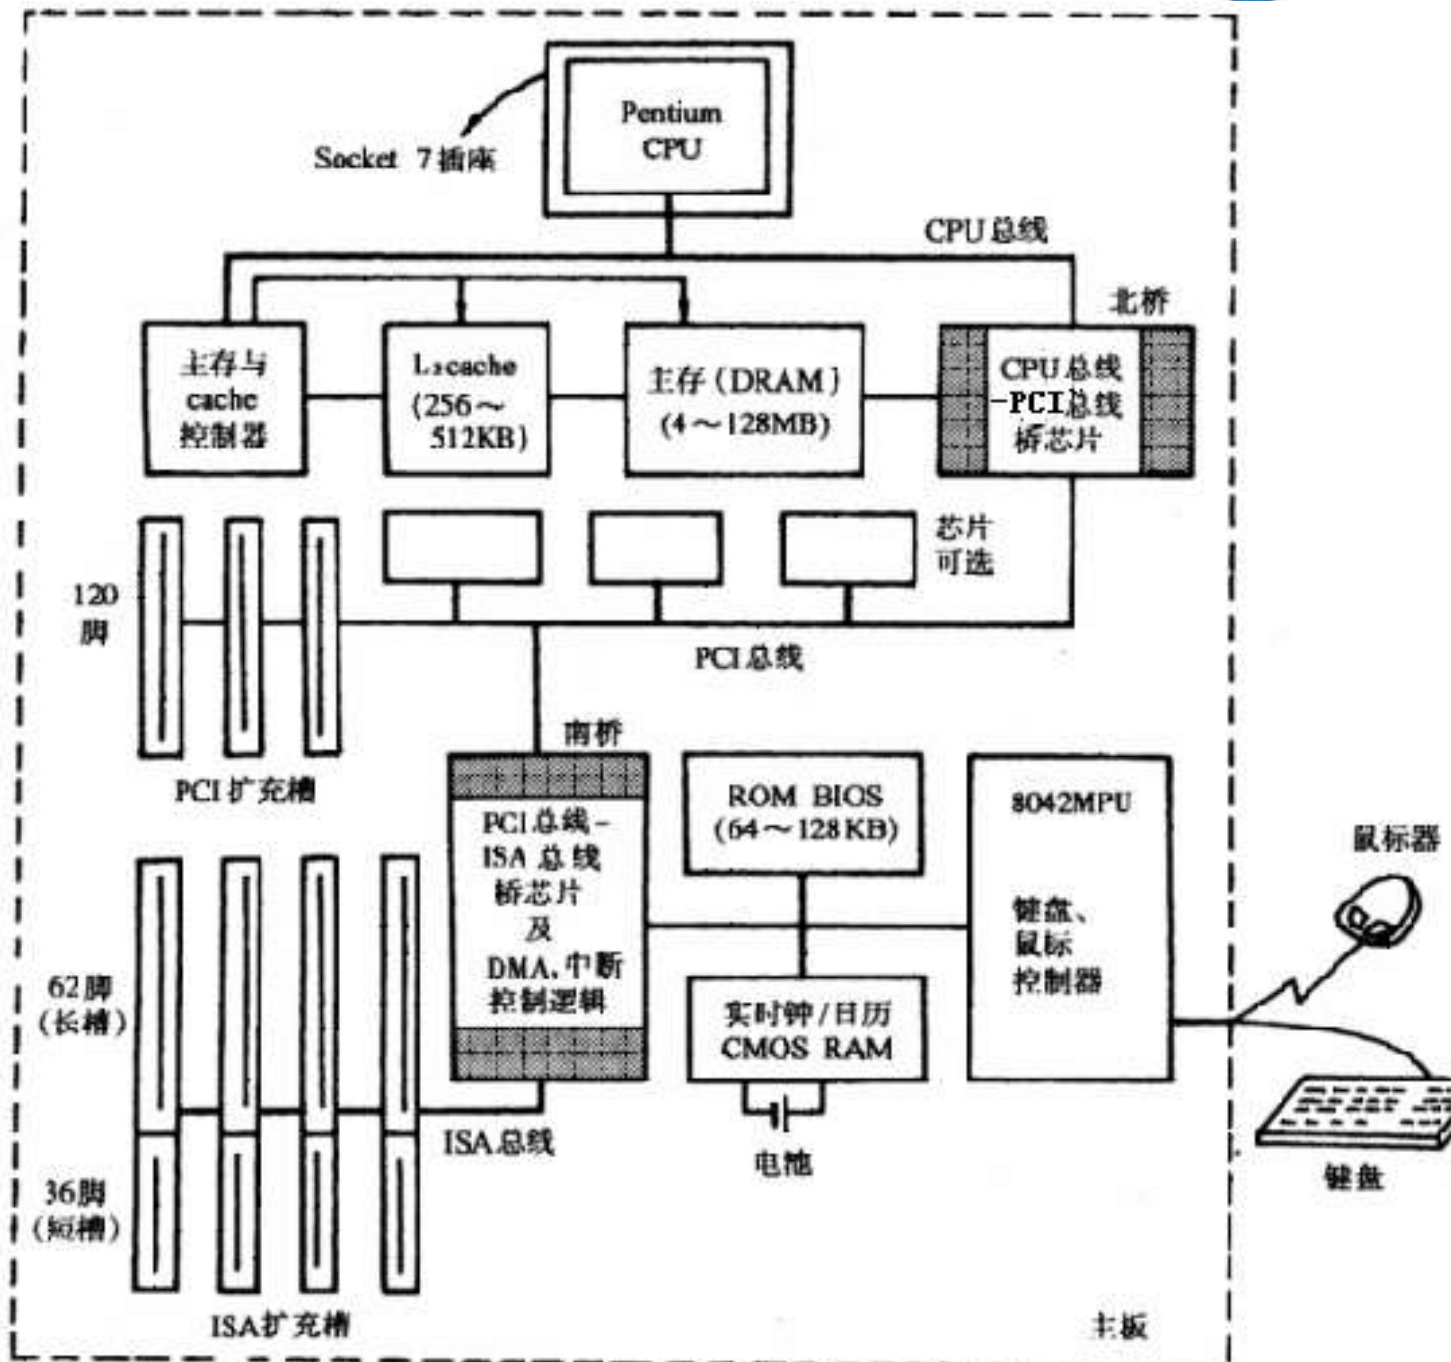 Pentium
CPU
Socket 7插座
CPU总线
北桥
主存与
cache
控制器
L₂cache
(256～
512KB)
主存(DRAM)
(4～128MB)
CPU总线
-PCI总线
桥芯片
芯片
可选
120
脚
PCI总线
PCI扩充槽
南桥
PCI总线-
ISA总线
桥芯片
及
DMA、中断
控制逻辑
ROM BIOS
(64～128KB)
8042MPU
键盘、
鼠标
控制器
鼠标器
62脚
(长槽)
实时钟/日历
CMOS RAM
ISA总线
电池
键盘
36脚
(短槽)
ISA扩充槽
主板